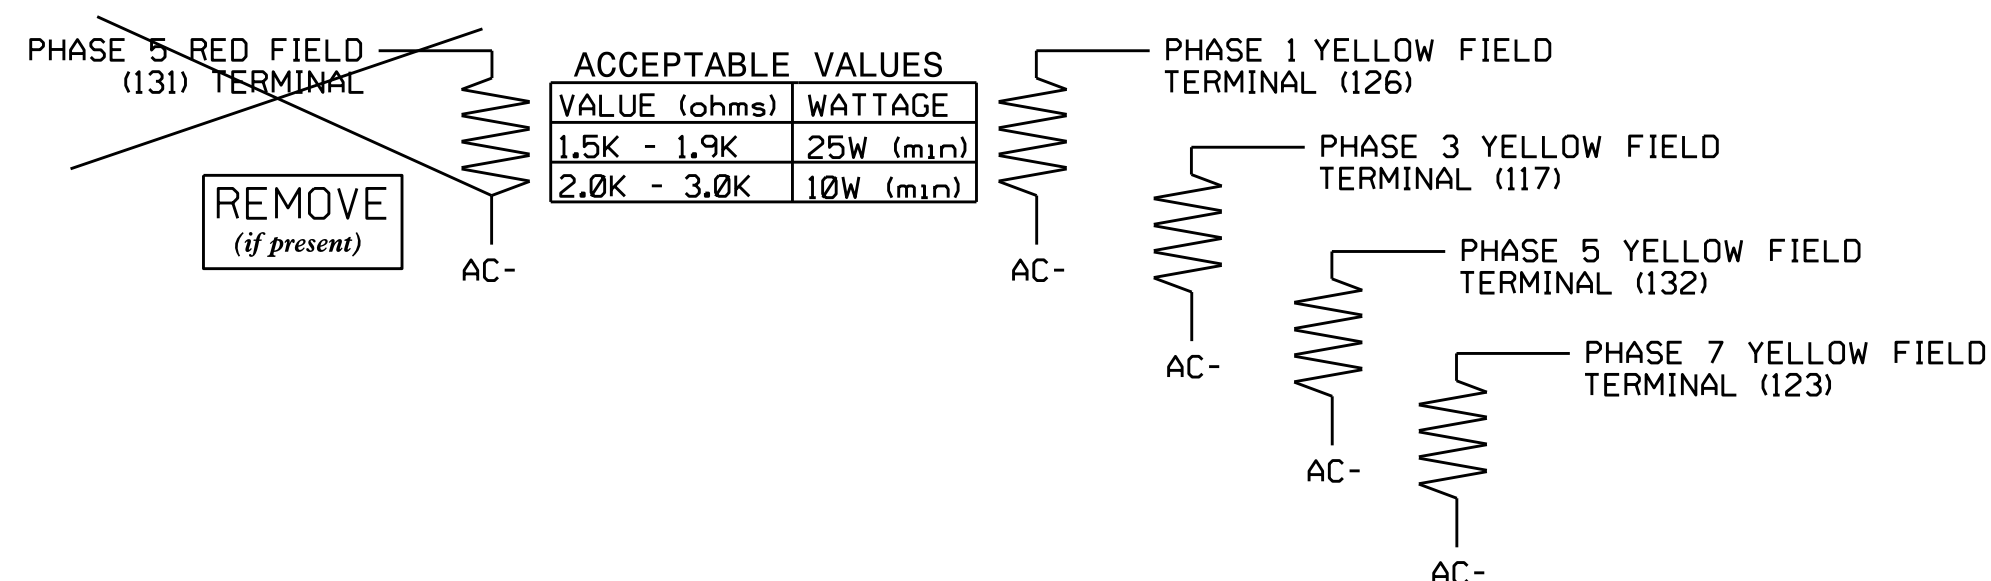 PHASE 5 RED FIELD
(131) TERMINAL
REMOVE
(if present)
AC-
ACCEPTABLE VALUES
VALUE (ohms) WATTAGE
1.5K - 1.9K 25W (min)
2.0K - 3.0K 10W (min)
PHASE 1 YELLOW FIELD
TERMINAL (126)
AC-
PHASE 3 YELLOW FIELD
TERMINAL (117)
AC-
PHASE 5 YELLOW FIELD
TERMINAL (132)
AC-
PHASE 7 YELLOW FIELD
TERMINAL (123)
AC-